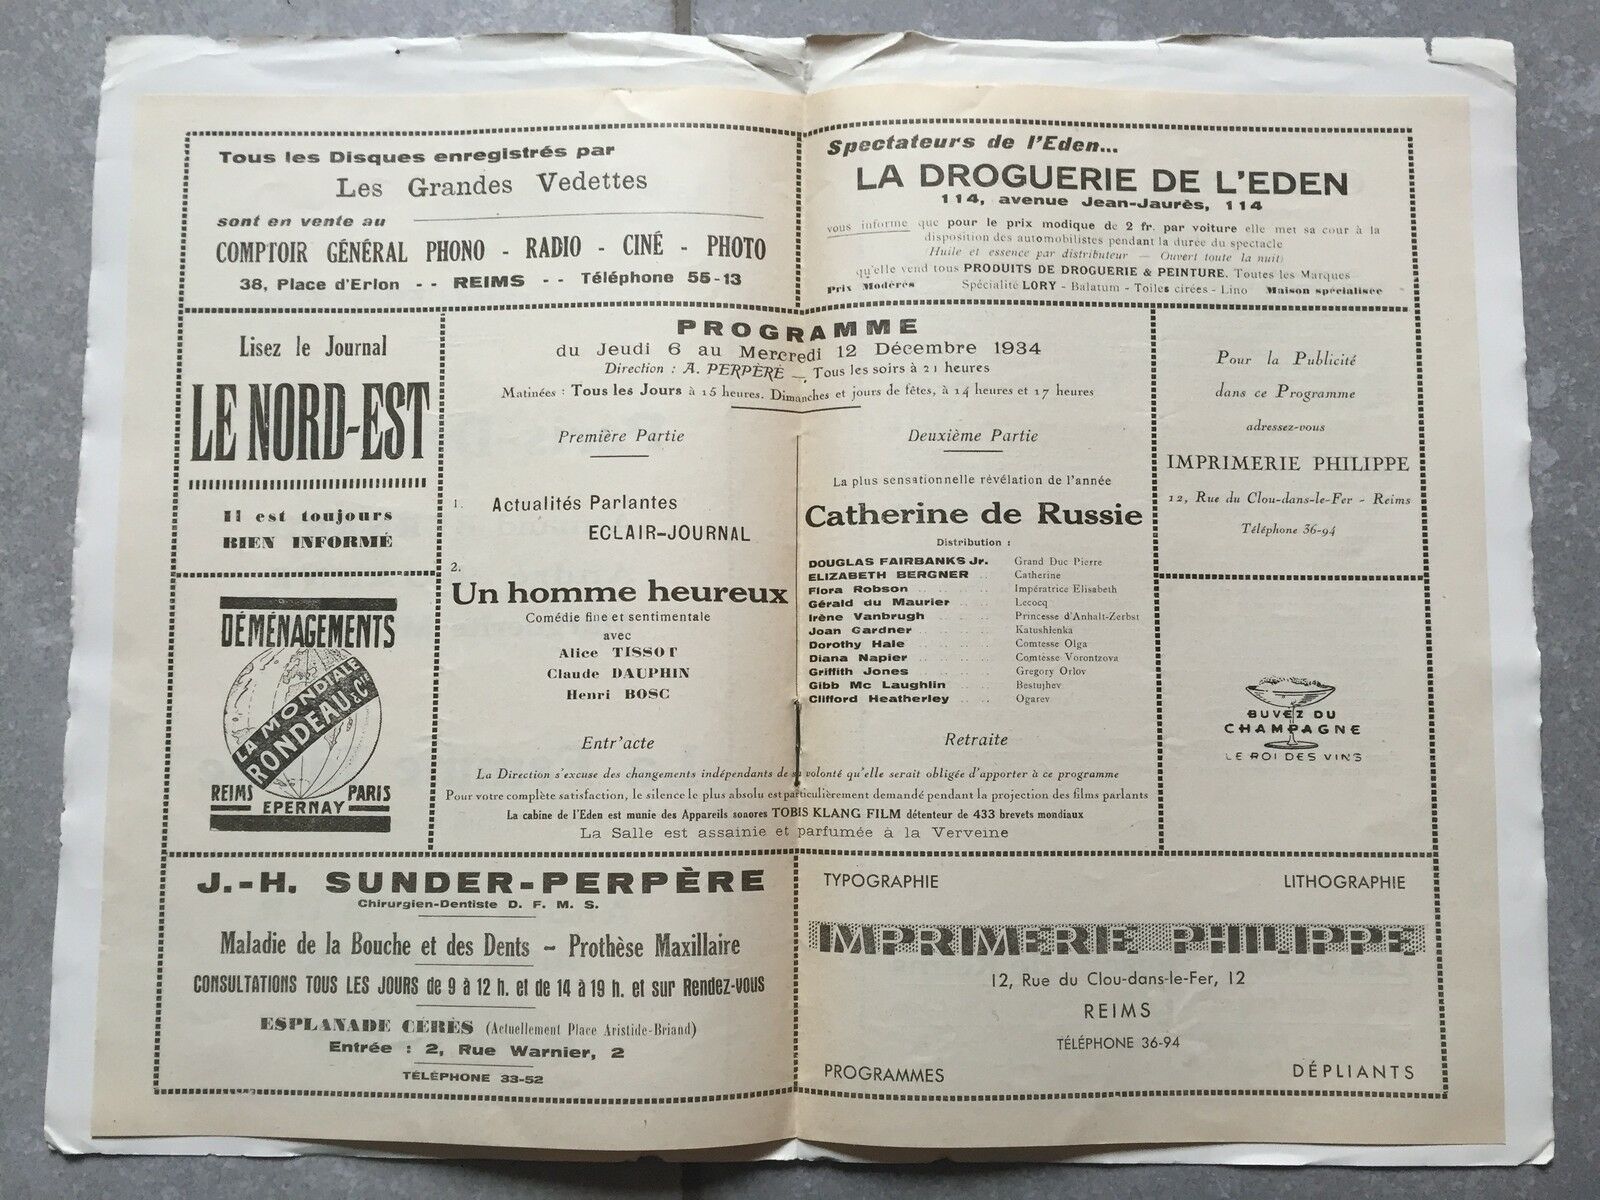 Tous les Disques enregistrés par
Les Grandes Vedettes
sont en vente au
COMPTOIR GÉNÉRAL PHONO - RADIO - CINÉ - PHOTO
38, Place d'Erlon - - REIMS - - Téléphone 55-13
Spectateurs de l'Eden...
LA DROGUERIE DE L'EDEN
114, avenue Jean-Jaurès, 114
vous informe que pour le prix modique de 2 fr. par voiture elle met sa cour à la
disposition des automobilistes pendant la durée du spectacle
(Huile et essence par distributeur — Ouvert toute la nuit)
qu'elle vend tous PRODUITS DE DROGUERIE & PEINTURE. Toutes les Marques
Prix Modérés Spécialité LORY - Balatum - Toiles cirées - Lino Maison spécialisée
Lisez le Journal
LE NORD-EST
Il est toujours
BIEN INFORMÉ
DÉMÉNAGEMENTS
LA MONDIALE
RONDEAU & Cie
REIMS PARIS
EPERNAY
PROGRAMME
du Jeudi 6 au Mercredi 12 Décembre 1934
Direction : A. PERPÈRE — Tous les soirs à 21 heures
Matinées : Tous les Jours à 15 heures. Dimanches et jours de fêtes, à 14 heures et 17 heures
Première Partie
1. Actualités Parlantes
ECLAIR-JOURNAL
2.
Un homme heureux
Comédie fine et sentimentale
avec
Alice TISSOT
Claude DAUPHIN
Henri BOSC
Entr'acte
Deuxième Partie
La plus sensationnelle révélation de l'année
Catherine de Russie
Distribution :
DOUGLAS FAIRBANKS Jr. Grand Duc Pierre
ELIZABETH BERGNER .. Catherine
Flora Robson .. .. .. Impératrice Elisabeth
Gérald du Maurier .. .. Lecocq
Irène Vanbrugh .. .. Princesse d'Anhalt-Zerbst
Joan Gardner .. .. .. Katushienka
Dorothy Hale .. .. .. Comtesse Olga
Diana Napier .. .. .. Comtesse Vorontzova
Griffith Jones .. .. .. Gregory Orlov
Gibb Mc Laughlin .. .. Bestujhev
Clifford Heatherley .. .. Ogarev
Retraite
La Direction s'excuse des changements indépendants de sa volonté qu'elle serait obligée d'apporter à ce programme
Pour votre complète satisfaction, le silence le plus absolu est particulièrement demandé pendant la projection des films parlants
La cabine de l'Eden est munie des Appareils sonores TOBIS KLANG FILM détenteur de 433 brevets mondiaux
La Salle est assainie et parfumée à la Verveine
Pour la Publicité
dans ce Programme
adressez-vous
IMPRIMERIE PHILIPPE
12, Rue du Clou-dans-le-Fer - Reims
Téléphone 36-94
BUVEZ DU
CHAMPAGNE
LE ROI DES VINS
J.-H. SUNDER-PERPÈRE
Chirurgien-Dentiste D. F. M. S.
Maladie de la Bouche et des Dents – Prothèse Maxillaire
CONSULTATIONS TOUS LES JOURS de 9 à 12 h. et de 14 à 19 h. et sur Rendez-vous
ESPLANADE CÉRÈS (Actuellement Place Aristide-Briand)
Entrée : 2, Rue Warnier, 2
TÉLÉPHONE 33-52
TYPOGRAPHIE LITHOGRAPHIE
IMPRIMERIE PHILIPPE
12, Rue du Clou-dans-le-Fer, 12
REIMS
TÉLÉPHONE 36-94
PROGRAMMES DÉPLIANTS